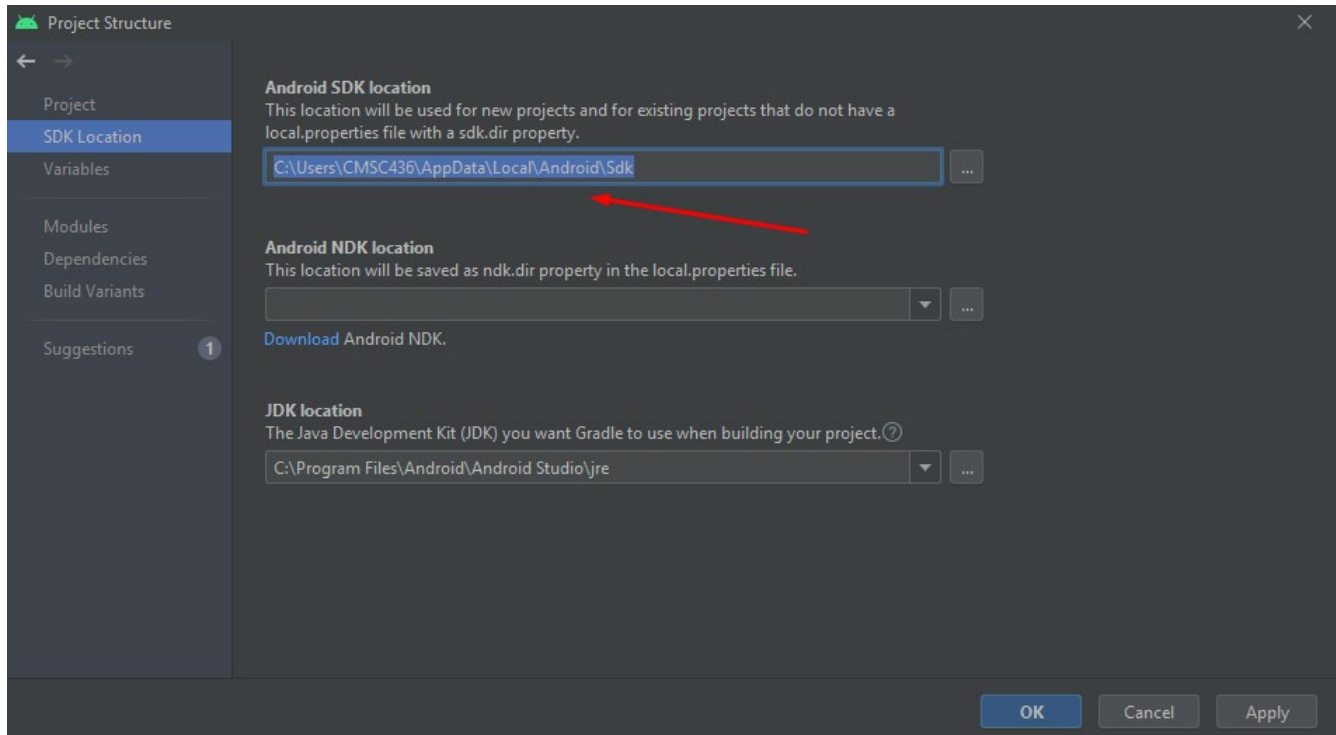 Project Structure
Project
SDK Location
Variables
Modules
Dependencies
Build Variants
Suggestions 1
Android SDK location
This location will be used for new projects and for existing projects that do not have a
local.properties file with a sdk.dir property.
C:\Users\CMSC436\AppData\Local\Android\Sdk
...
Android NDK location
This location will be saved as ndk.dir property in the local.properties file.
...
Download Android NDK.
JDK location
The Java Development Kit (JDK) you want Gradle to use when building your project. ?
C:\Program Files\Android\Android Studio\jre
...
OK Cancel Apply